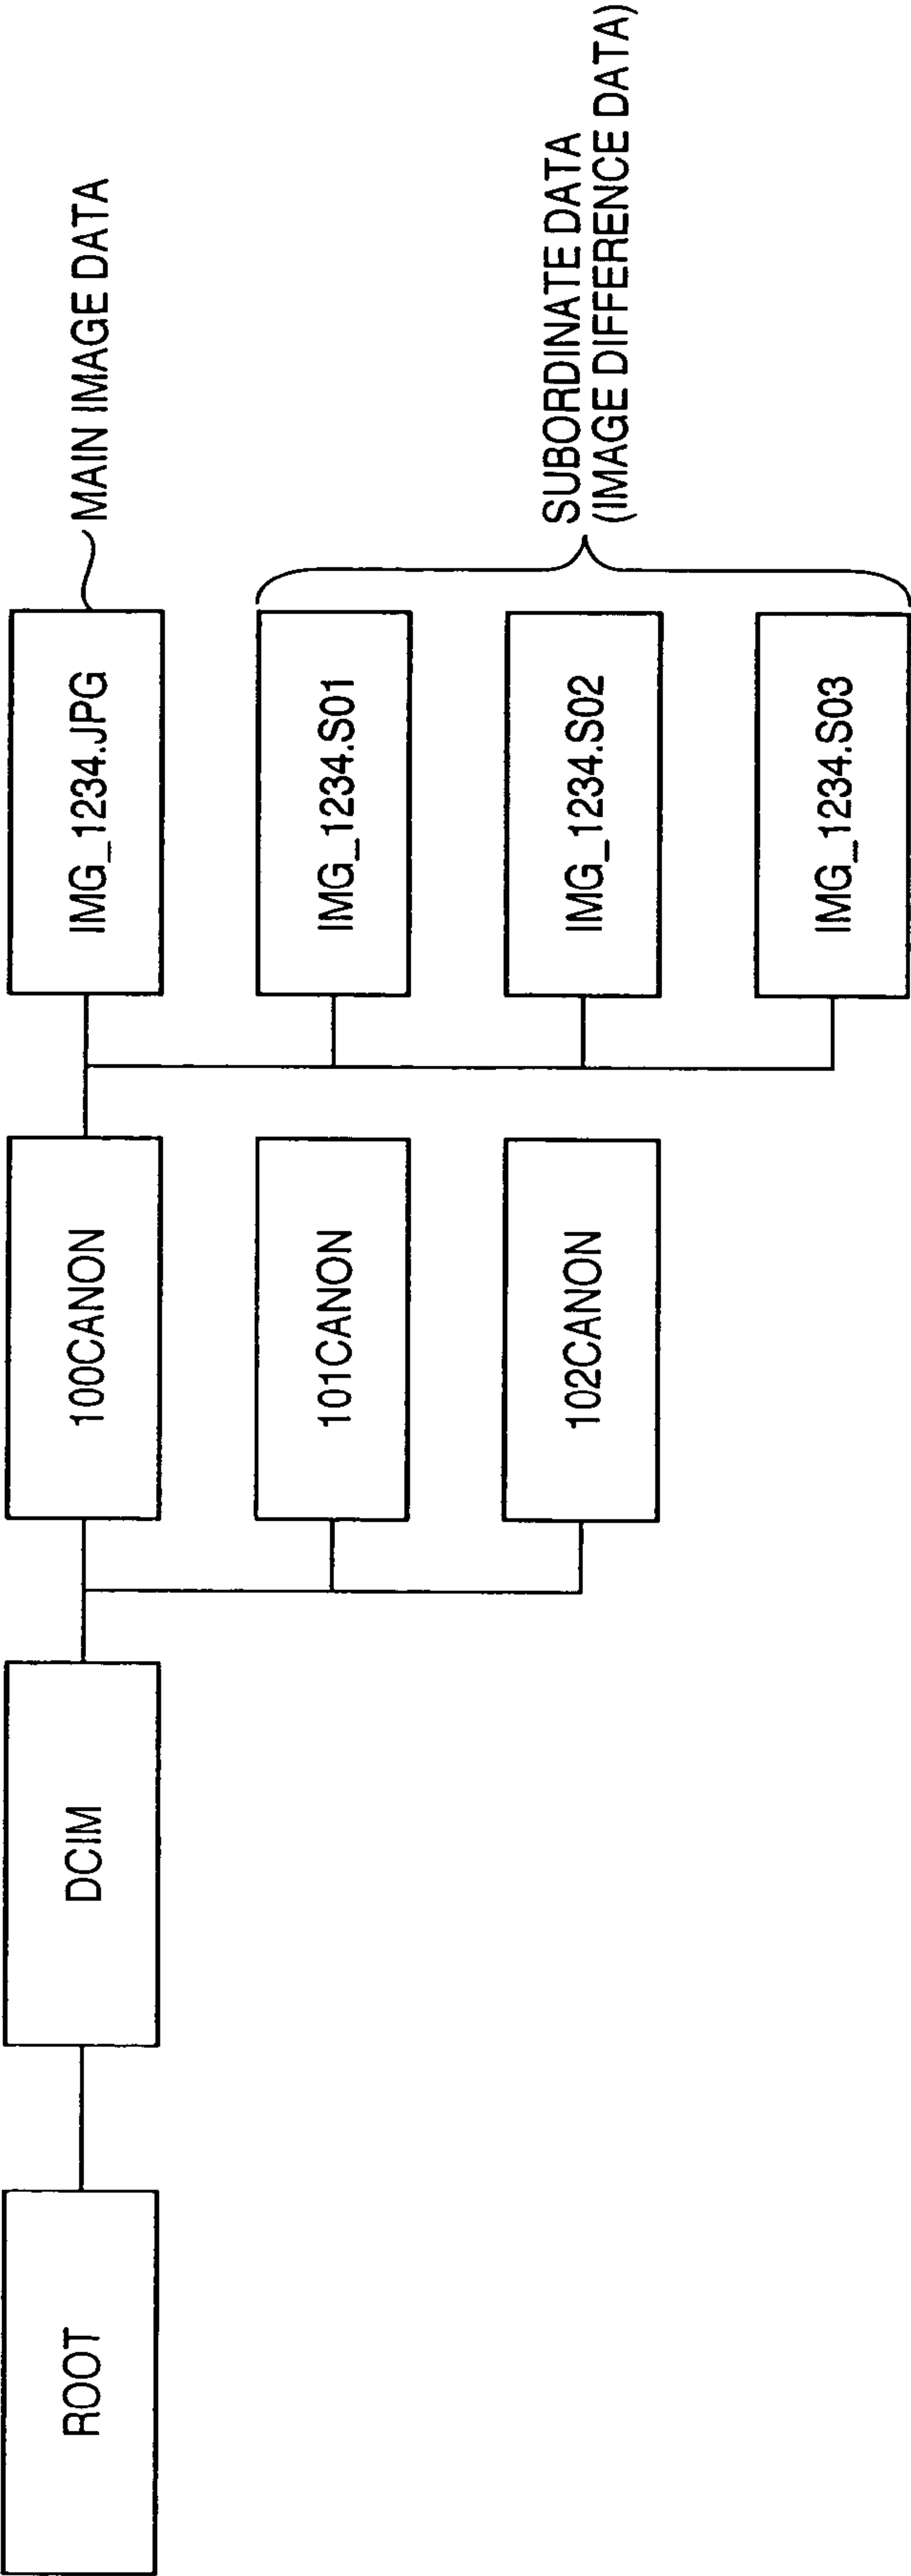 ROOT
DCIM
100CANON
101CANON
102CANON
IMG_1234.JPG
IMG_1234.S01
IMG_1234.S02
IMG_1234.S03
MAIN IMAGE DATA
SUBORDINATE DATA
(IMAGE DIFFERENCE DATA)